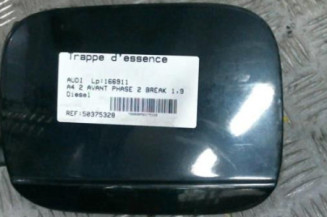 Trappe d'essence
AUDI Lp:166911
A4 2 AVANT PHASE 2 BREAK 1.9
Diesel
REF:50375328